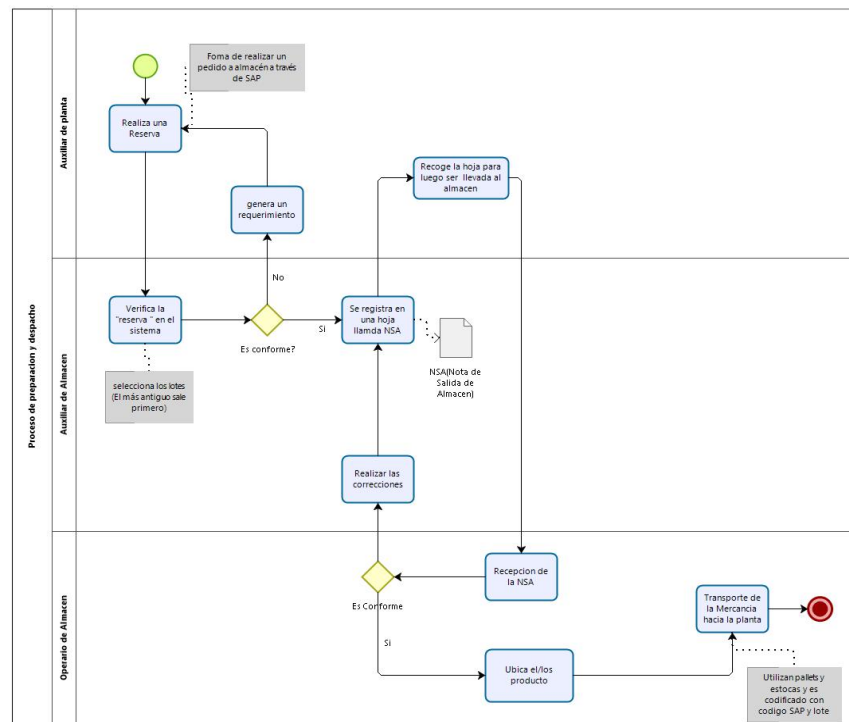 Proceso de preparacion y despacho
Auxiliar de planta
Foma de realizar un
pedido a almacén a través
de SAP
Realiza una
Reserva
genera un
requerimiento
Recoge la hoja para
luego ser llevada al
almacen
Auxiliar de Almacen
No
Verifica la
"reserva " en el
sistema
Es conforme?
Si
Se registra en
una hoja
llamda NSA
NSA(Nota de
Salida de
Almacen)
selecciona los lotes
(El más antiguo sale
primero)
Realizar las
correcciones
Operario de Almacen
Recepcion de
la NSA
Es Conforme
Si
Ubica el/los
producto
Transporte de
la Mercancia
hacia la planta
Utilizan pallets y
estocas y es
codificado con
codigo SAP y lote